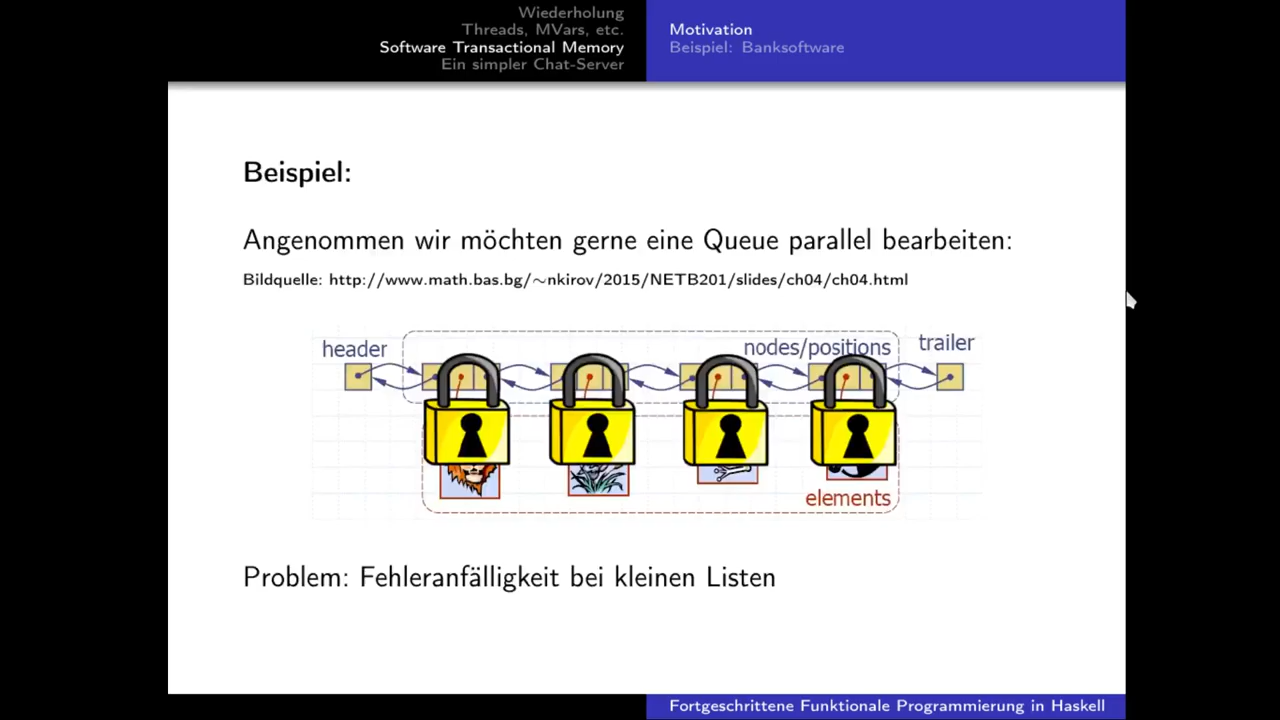 Wiederholung
Threads, MVars, etc.
Software Transactional Memory
Ein simpler Chat-Server
Motivation
Beispiel: Banksoftware
Beispiel:
Angenommen wir möchten gerne eine Queue parallel bearbeiten:
Bildquelle: http://www.math.bas.bg/~nkirov/2015/NETB201/slides/ch04/ch04.html
header
nodes/positions
trailer
elements
Problem: Fehleranfälligkeit bei kleinen Listen
Fortgeschrittene Funktionale Programmierung in Haskell